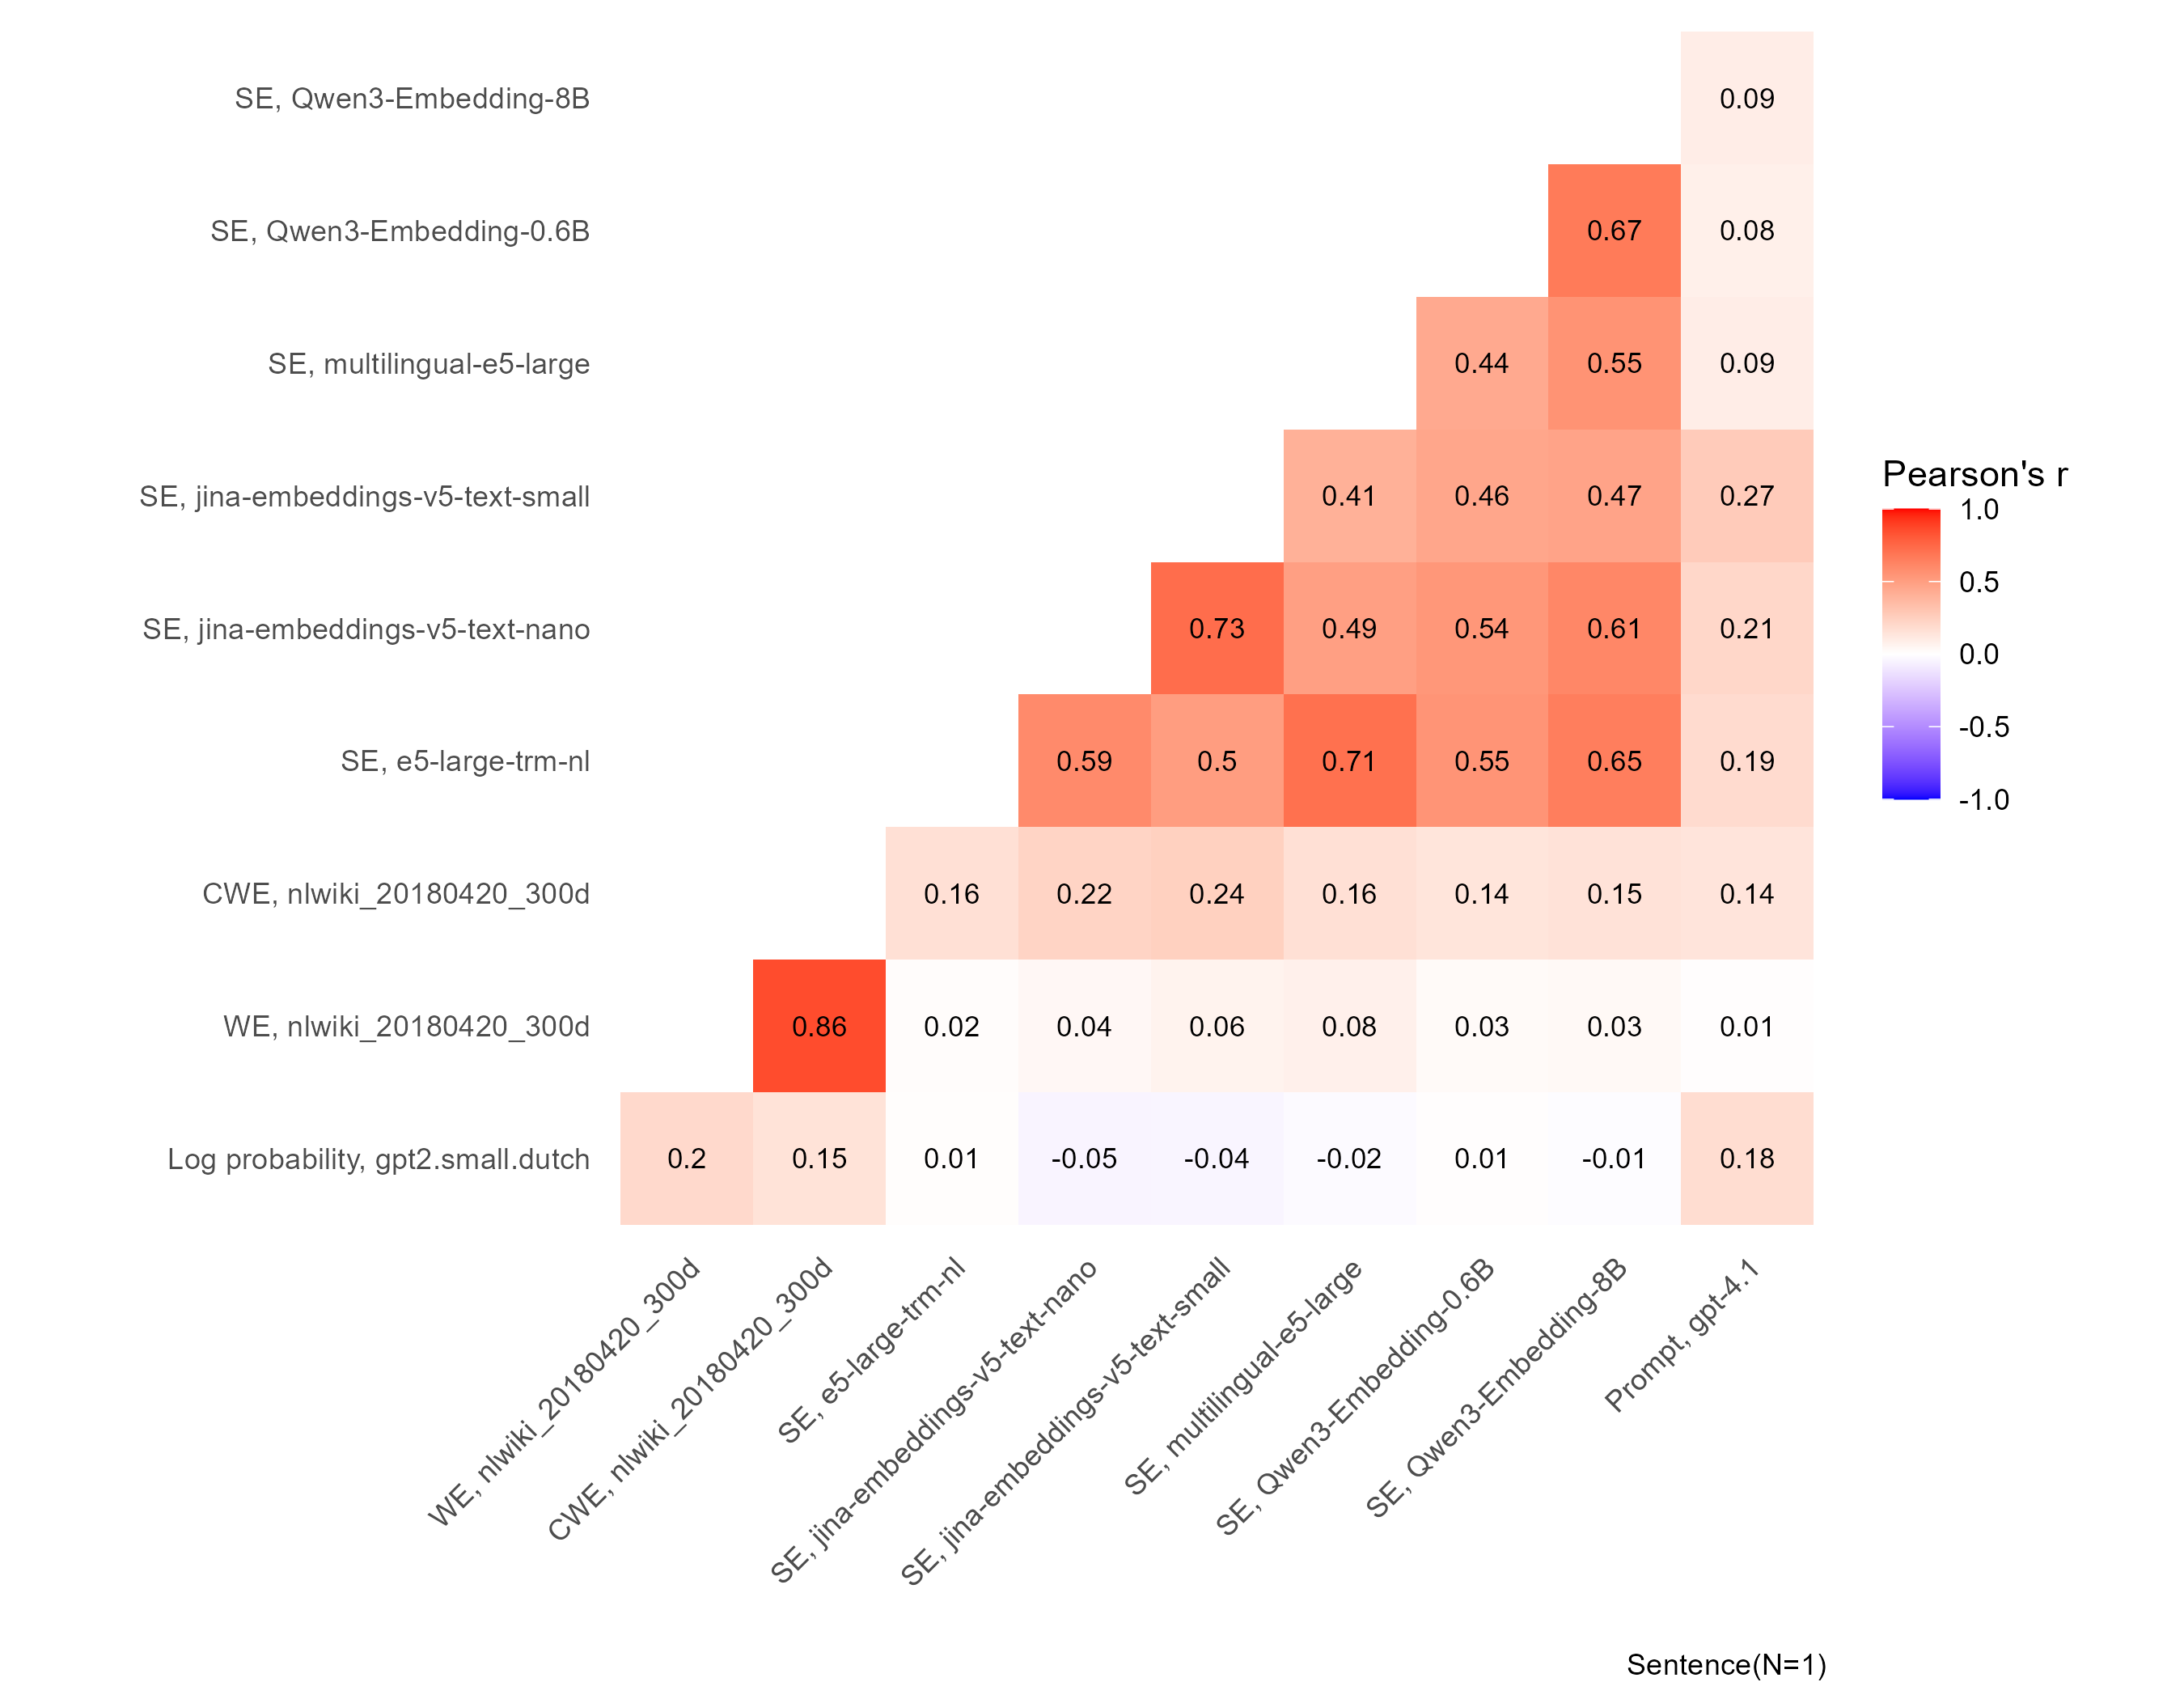 SE, Qwen3-Embedding-8B 0.09
SE, Qwen3-Embedding-0.6B 0.67 0.08
SE, multilingual-e5-large 0.44 0.55 0.09
SE, jina-embeddings-v5-text-small 0.41 0.46 0.47 0.27
SE, jina-embeddings-v5-text-nano 0.73 0.49 0.54 0.61 0.21
SE, e5-large-trm-nl 0.59 0.5 0.71 0.55 0.65 0.19
CWE, nlwiki_20180420_300d 0.16 0.22 0.24 0.16 0.14 0.15 0.14
WE, nlwiki_20180420_300d 0.86 0.02 0.04 0.06 0.08 0.03 0.03 0.01
Log probability, gpt2.small.dutch 0.2 0.15 0.01 -0.05 -0.04 -0.02 0.01 -0.01 0.18
WE, nlwiki_20180420_300d
CWE, nlwiki_20180420_300d
SE, e5-large-trm-nl
SE, jina-embeddings-v5-text-nano
SE, jina-embeddings-v5-text-small
SE, multilingual-e5-large
SE, Qwen3-Embedding-0.6B
SE, Qwen3-Embedding-8B
Prompt, gpt-4.1
Pearson's r
1.0
0.5
0.0
-0.5
-1.0
Sentence(N=1)